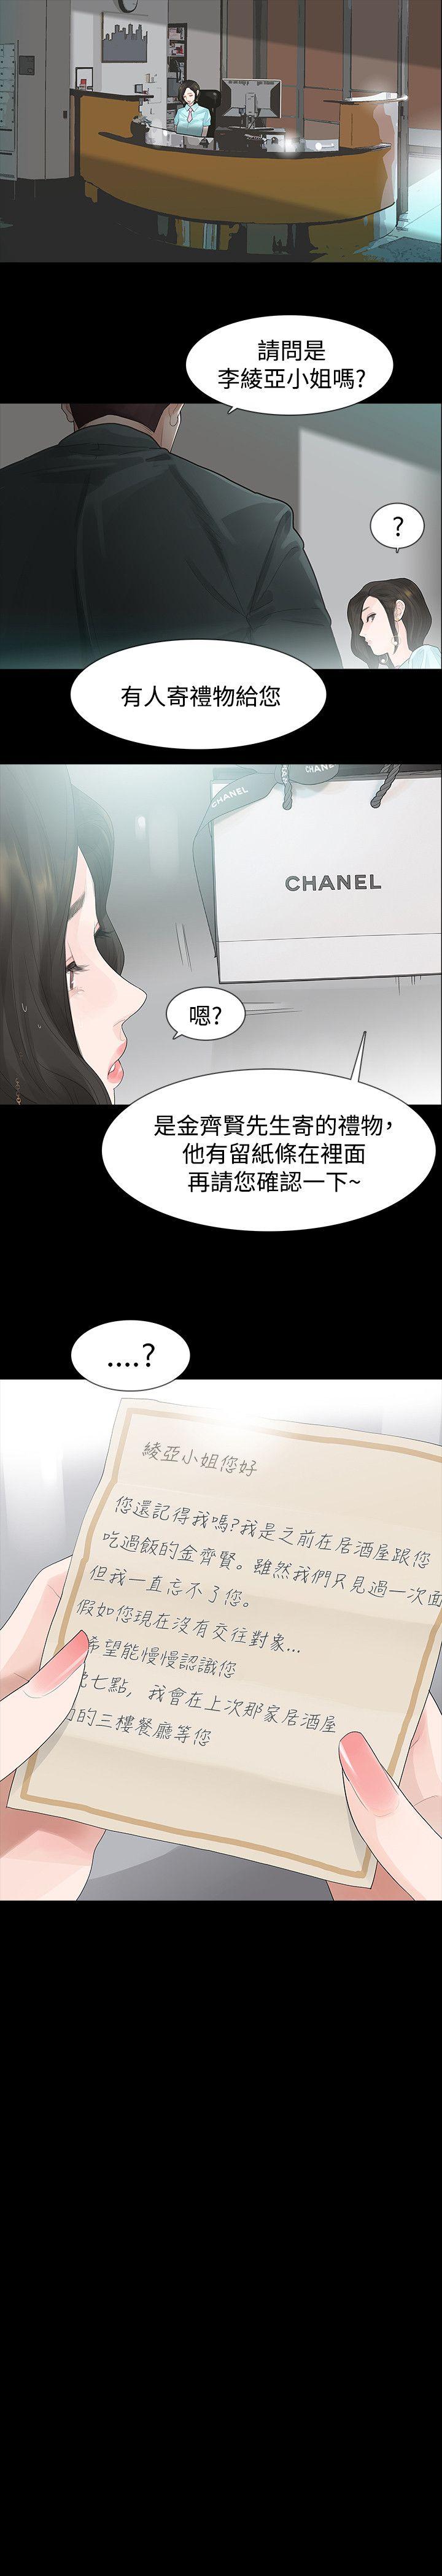 請問是
李綾亞小姐嗎?
?
有人寄禮物給您
CHANEL
CHANEL
CHANEL
嗯?
是金齊賢先生寄的禮物,
他有留紙條在裡面
再請您確認一下~
....?
綾亞小姐您好
您還記得我嗎?我是之前在居酒屋跟您
吃過飯的金齊賢。雖然我們只見過一次面
但我一直忘不了您。
假如您現在沒有交往對象...
希望能慢慢認識您
七點, 我會在上次那家居酒屋
的三樓餐廳等您